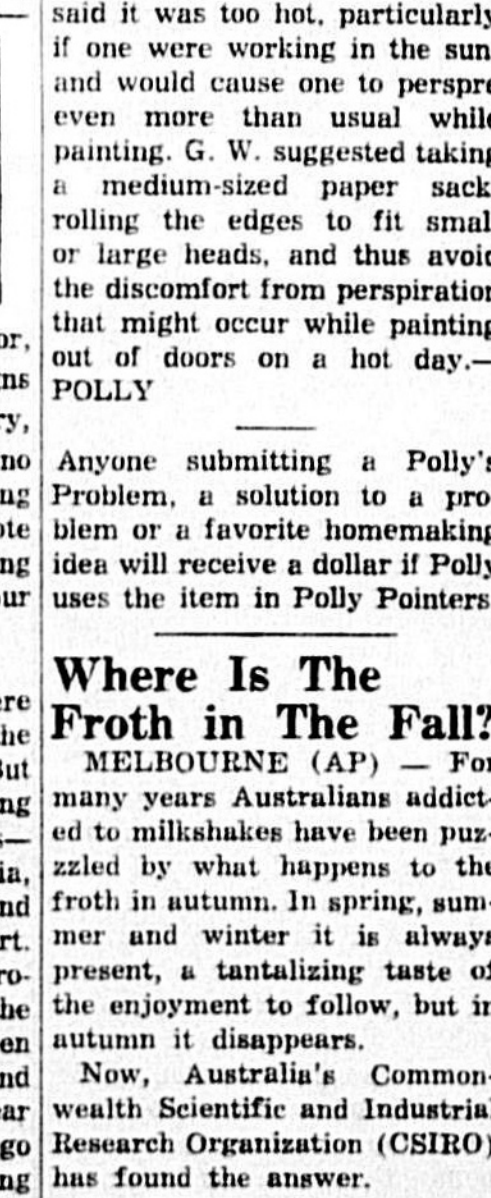 said it was too hot, particularly
if one were working in the sun
and would cause one to perspre
even more than usual while
painting. G. W. suggested taking
a medium-sized paper sack
rolling the edges to fit smal
or large heads, and thus avoid
the discomfort from perspiration
that might occur while painting
out of doors on a hot day.—
POLLY
Anyone submitting a Polly's
Problem, a solution to a pro
blem or a favorite homemaking
idea will receive a dollar if Polly
uses the item in Polly Pointers
Where Is The
Froth in The Fall?
MELBOURNE (AP) — For
many years Australians addict-
ed to milkshakes have been puz-
zzled by what happens to the
froth in autumn. In spring, sum-
mer and winter it is always
present, a tantalizing taste of
the enjoyment to follow, but in
autumn it disappears.
Now, Australia's Common-
wealth Scientific and Industrial
Research Organization (CSIRO)
has found the answer.